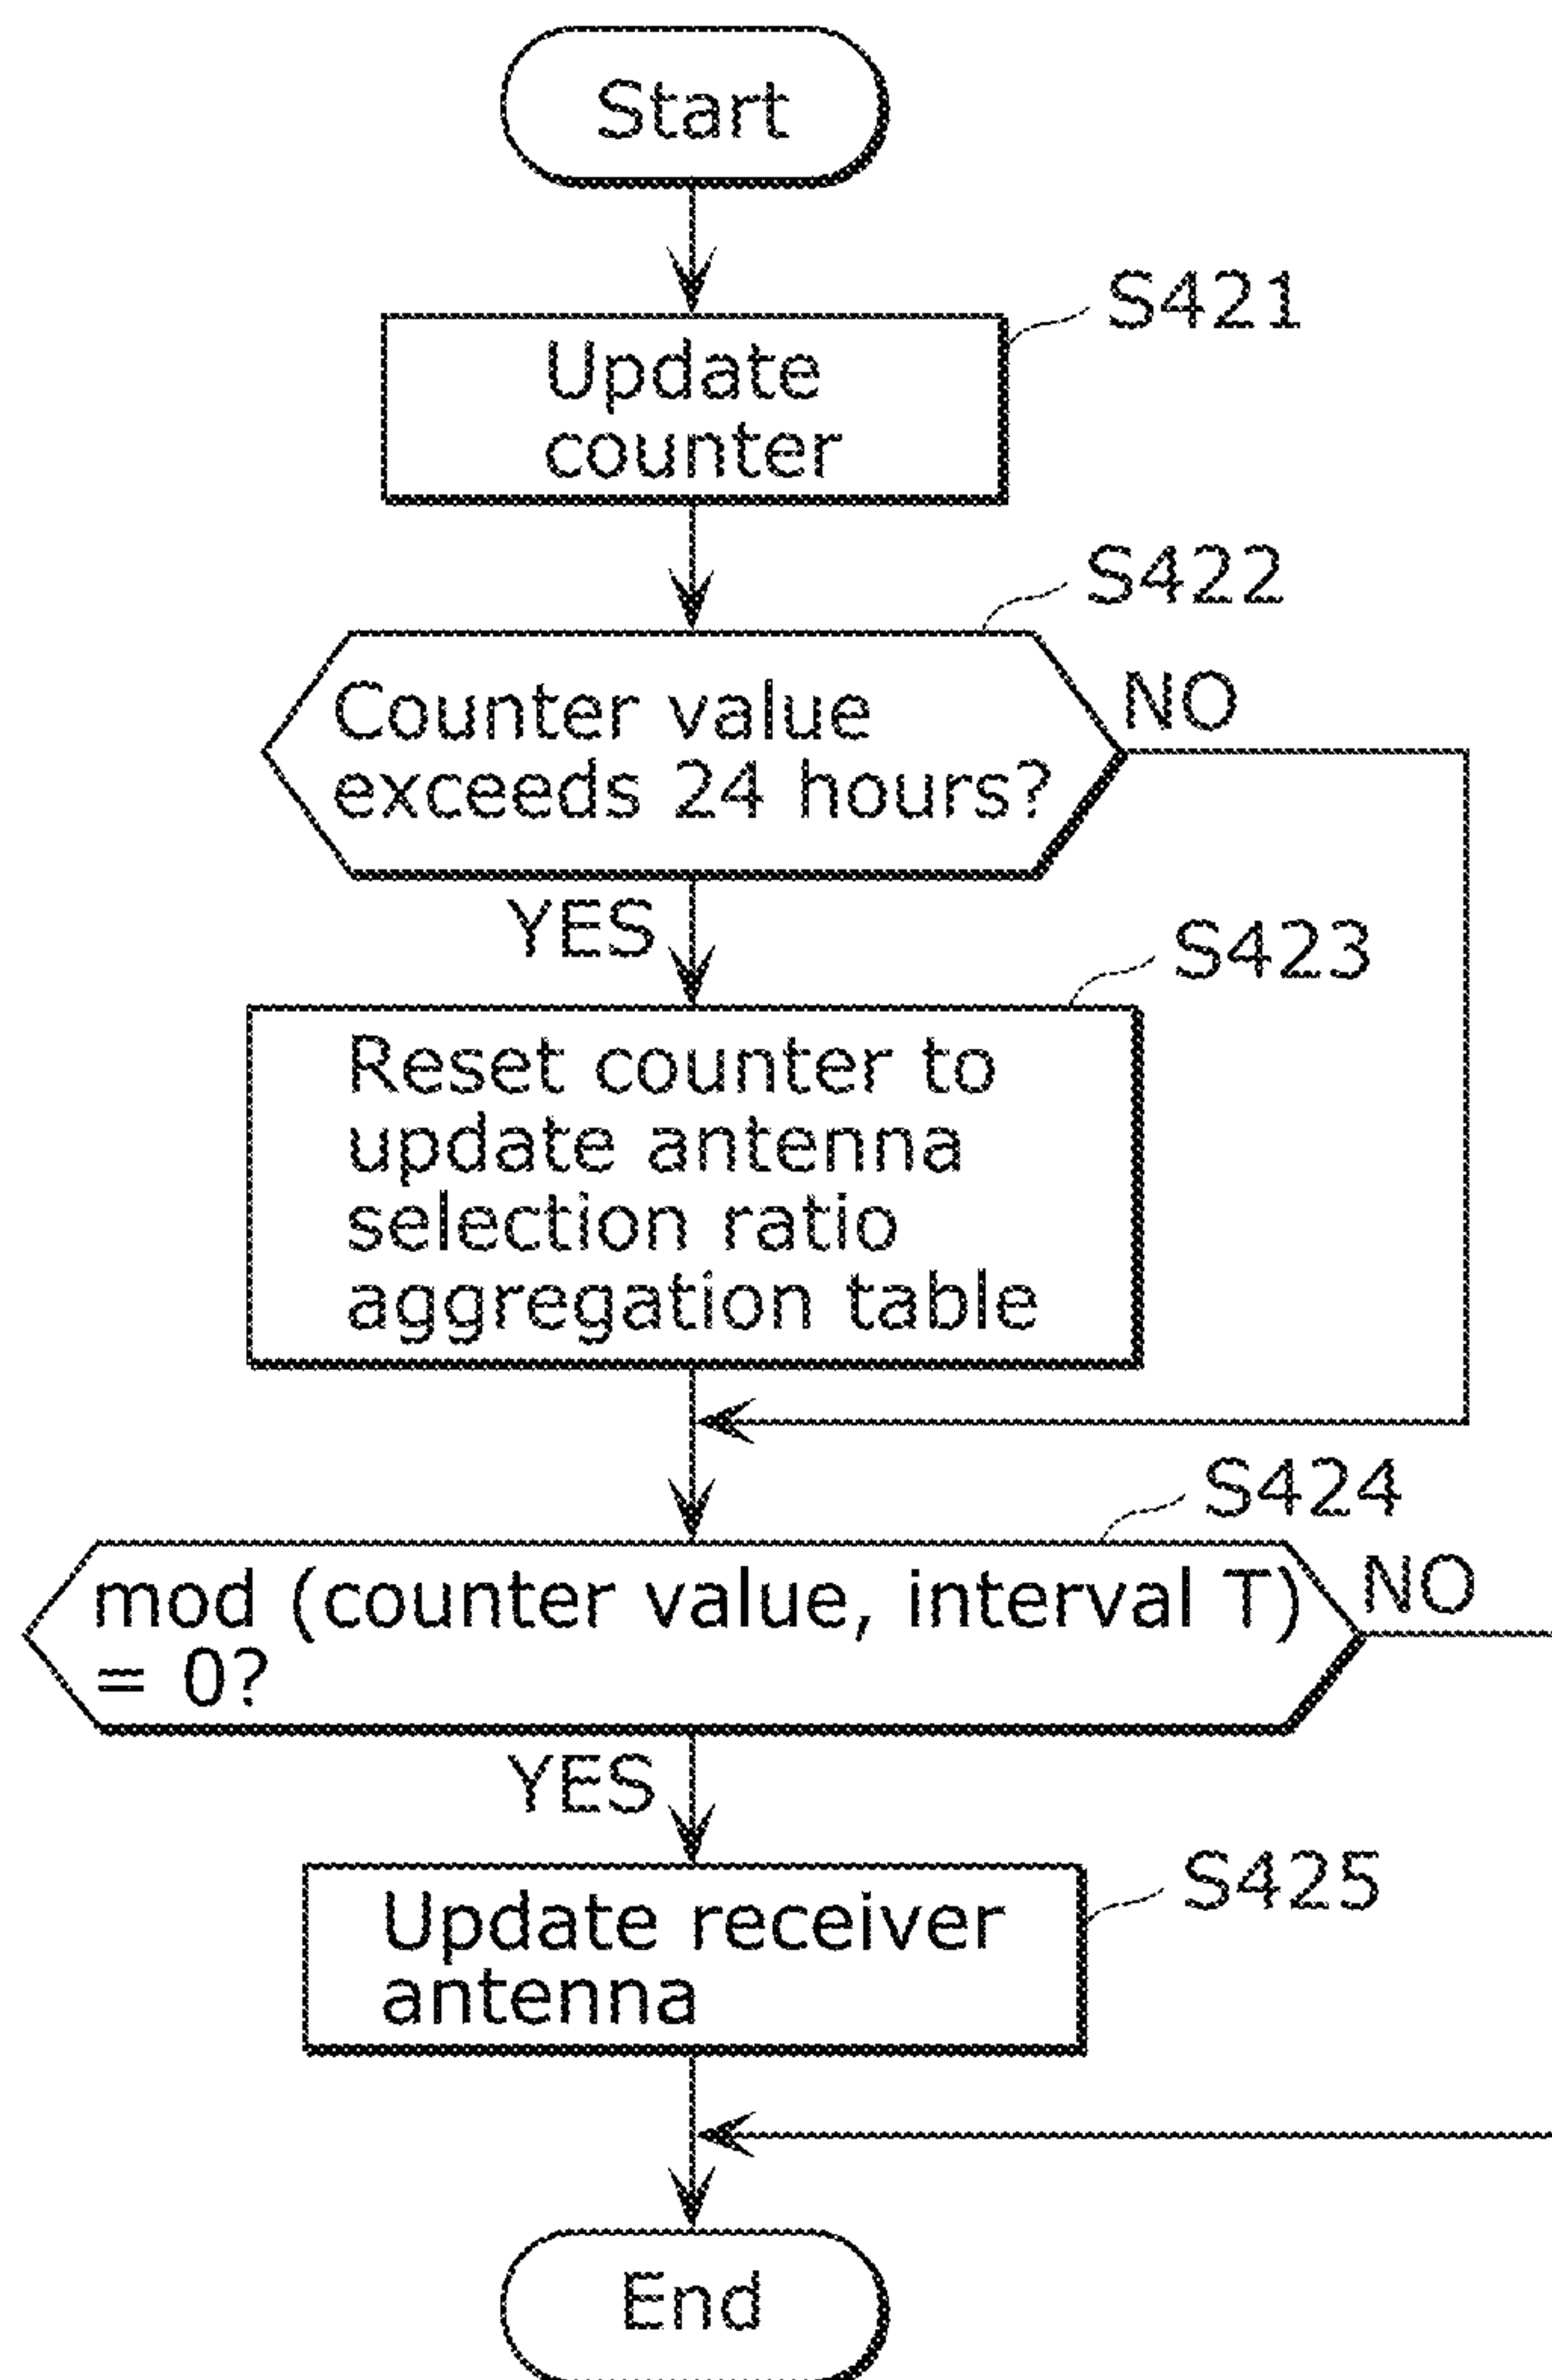 Start
S421
Update
counter
S422
Counter value
exceeds 24 hours?
NO
YES
S423
Reset counter to
update antenna
selection ratio
aggregation table
S424
mod (counter value, interval T)
= 0?
NO
YES
S425
Update receiver
antenna
End